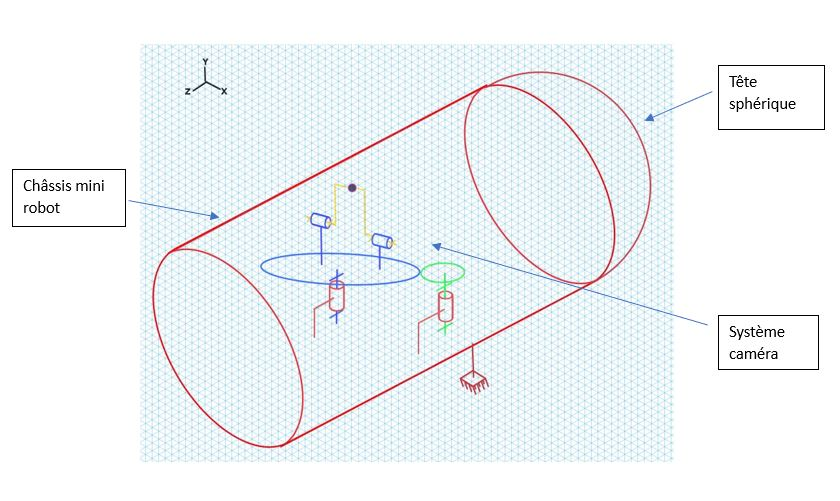 Tête
sphérique
Y
Z
X
Châssis mini
robot
Système
caméra